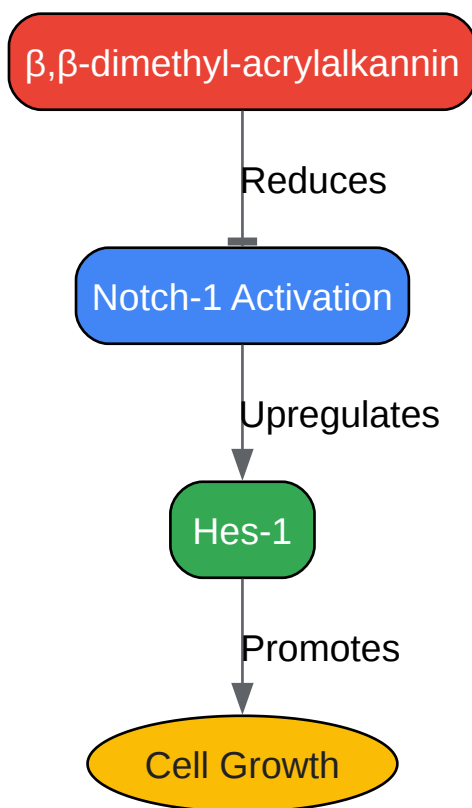 β,β-dimethyl-acrylalkannin
Reduces
Notch-1 Activation
Upregulates
Hes-1
Promotes
Cell Growth